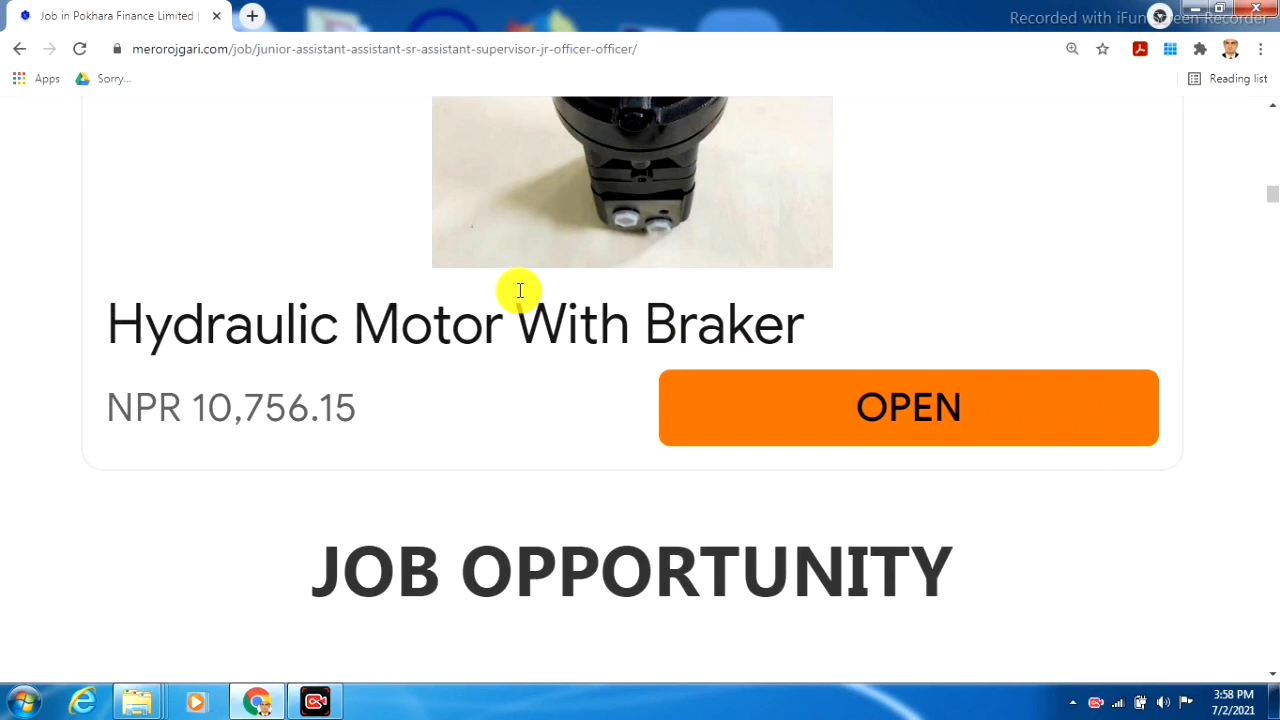 Job in Pokhara Finance Limited |
Recorded with iFun Screen Recorder
merorojgari.com/job/junior-assistant-assistant-sr-assistant-supervisor-jr-officer-officer/
Apps Sorry... Reading list
Hydraulic Motor With Braker
NPR 10,756.15 OPEN
JOB OPPORTUNITY
3:58 PM
7/2/2021